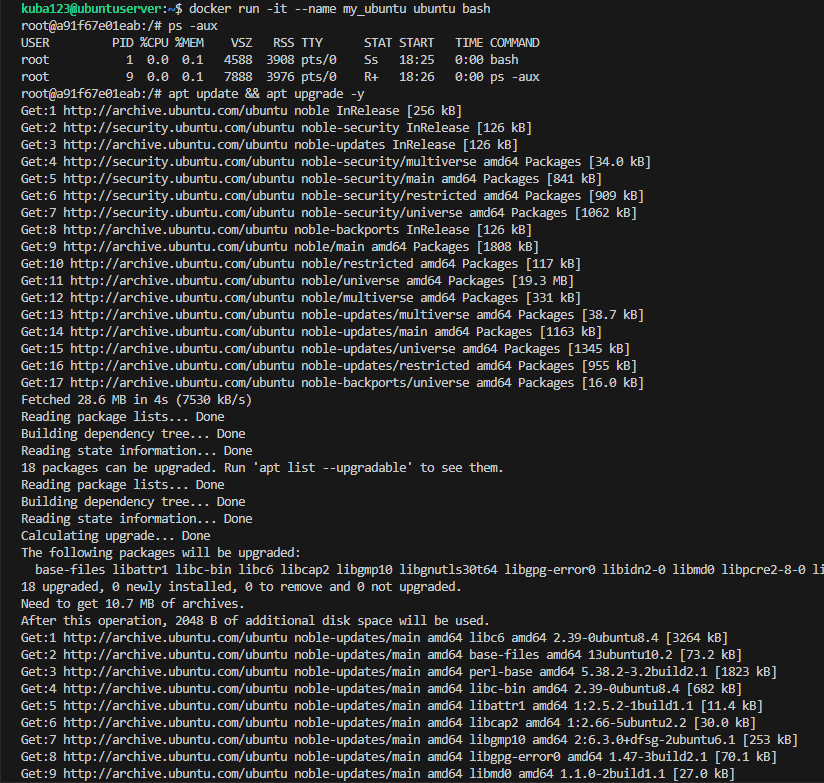 kuba123@ubuntuserver:~$ docker run -it --name my_ubuntu ubuntu bash
root@a91f67e01eab:/# ps -aux
USER         PID %CPU %MEM    VSZ   RSS TTY      STAT START   TIME COMMAND
root           1  0.0  0.1   4588  3908 pts/0    Ss   18:25   0:00 bash
root           9  0.0  0.1   7888  3976 pts/0    R+   18:26   0:00 ps -aux
root@a91f67e01eab:/# apt update && apt upgrade -y
Get:1 http://archive.ubuntu.com/ubuntu noble InRelease [256 kB]
Get:2 http://security.ubuntu.com/ubuntu noble-security InRelease [126 kB]
Get:3 http://archive.ubuntu.com/ubuntu noble-updates InRelease [126 kB]
Get:4 http://security.ubuntu.com/ubuntu noble-security/multiverse amd64 Packages [34.0 kB]
Get:5 http://security.ubuntu.com/ubuntu noble-security/main amd64 Packages [841 kB]
Get:6 http://security.ubuntu.com/ubuntu noble-security/restricted amd64 Packages [909 kB]
Get:7 http://security.ubuntu.com/ubuntu noble-security/universe amd64 Packages [1062 kB]
Get:8 http://archive.ubuntu.com/ubuntu noble-backports InRelease [126 kB]
Get:9 http://archive.ubuntu.com/ubuntu noble/main amd64 Packages [1808 kB]
Get:10 http://archive.ubuntu.com/ubuntu noble/restricted amd64 Packages [117 kB]
Get:11 http://archive.ubuntu.com/ubuntu noble/universe amd64 Packages [19.3 MB]
Get:12 http://archive.ubuntu.com/ubuntu noble/multiverse amd64 Packages [331 kB]
Get:13 http://archive.ubuntu.com/ubuntu noble-updates/multiverse amd64 Packages [38.7 kB]
Get:14 http://archive.ubuntu.com/ubuntu noble-updates/main amd64 Packages [1163 kB]
Get:15 http://archive.ubuntu.com/ubuntu noble-updates/universe amd64 Packages [1345 kB]
Get:16 http://archive.ubuntu.com/ubuntu noble-updates/restricted amd64 Packages [955 kB]
Get:17 http://archive.ubuntu.com/ubuntu noble-backports/universe amd64 Packages [16.0 kB]
Fetched 28.6 MB in 4s (7530 kB/s)
Reading package lists... Done
Building dependency tree... Done
Reading state information... Done
18 packages can be upgraded. Run 'apt list --upgradable' to see them.
Reading package lists... Done
Building dependency tree... Done
Reading state information... Done
Calculating upgrade... Done
The following packages will be upgraded:
  base-files libattr1 libc-bin libc6 libcap2 libgmp10 libgnutls30t64 libgpg-error0 libidn2-0 libmd0 libpcre2-8-0 li
18 upgraded, 0 newly installed, 0 to remove and 0 not upgraded.
Need to get 10.7 MB of archives.
After this operation, 2048 B of additional disk space will be used.
Get:1 http://archive.ubuntu.com/ubuntu noble-updates/main amd64 libc6 amd64 2.39-0ubuntu8.4 [3264 kB]
Get:2 http://archive.ubuntu.com/ubuntu noble-updates/main amd64 base-files amd64 13ubuntu10.2 [73.2 kB]
Get:3 http://archive.ubuntu.com/ubuntu noble-updates/main amd64 perl-base amd64 5.38.2-3.2build2.1 [1823 kB]
Get:4 http://archive.ubuntu.com/ubuntu noble-updates/main amd64 libc-bin amd64 2.39-0ubuntu8.4 [682 kB]
Get:5 http://archive.ubuntu.com/ubuntu noble-updates/main amd64 libattr1 amd64 1:2.5.2-1build1.1 [11.4 kB]
Get:6 http://archive.ubuntu.com/ubuntu noble-updates/main amd64 libcap2 amd64 1:2.66-5ubuntu2.2 [30.0 kB]
Get:7 http://archive.ubuntu.com/ubuntu noble-updates/main amd64 libgmp10 amd64 2:6.3.0+dfsg-2ubuntu6.1 [253 kB]
Get:8 http://archive.ubuntu.com/ubuntu noble-updates/main amd64 libgpg-error0 amd64 1.47-3build2.1 [70.1 kB]
Get:9 http://archive.ubuntu.com/ubuntu noble-updates/main amd64 libmd0 amd64 1.1.0-2build1.1 [27.0 kB]